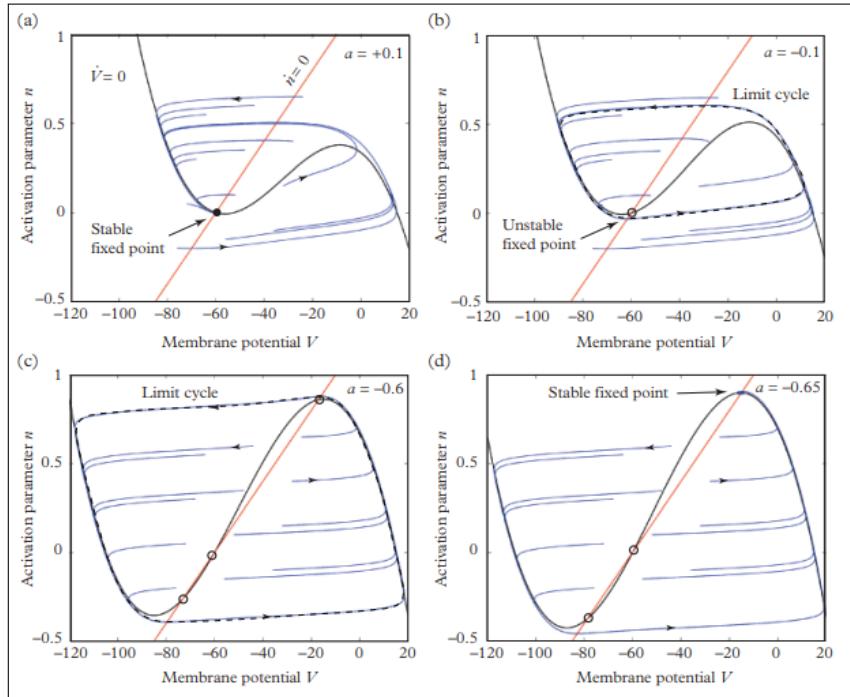 (a)
V̇ = 0
ṅ = 0
a = +0.1
Stable
fixed point
Activation parameter n
1
0.5
0
−0.5
−120 −100 −80 −60 −40 −20 0 20
Membrane potential V
(b)
a = −0.1
Limit cycle
Unstable
fixed point
Activation parameter n
1
0.5
0
−0.5
−120 −100 −80 −60 −40 −20 0 20
Membrane potential V
(c)
Limit cycle
a = −0.6
Activation parameter n
1
0.5
0
−0.5
−120 −100 −80 −60 −40 −20 0 20
Membrane potential V
(d)
Stable fixed point
a = −0.65
Activation parameter n
1
0.5
0
−0.5
−100 −80 −60 −40 −20 0 20
Membrane potential V